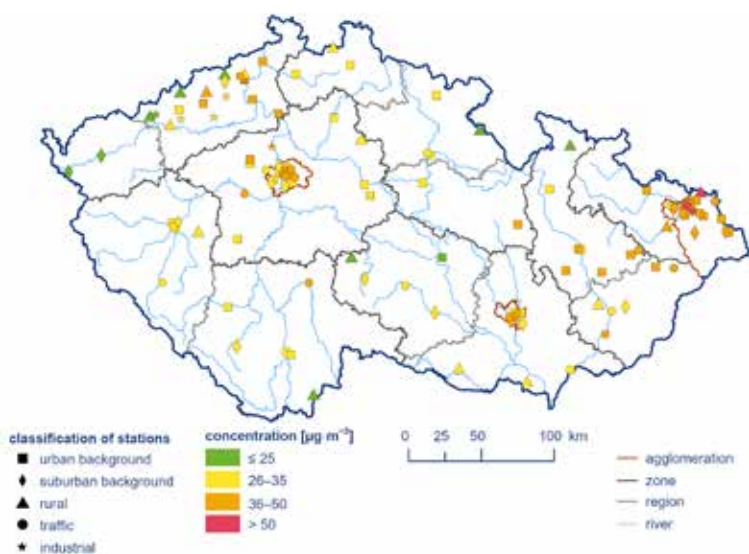 classification of stations
urban background
suburban background
rural
traffic
industrial
concentration [µg·m⁻³]
≤ 25
26–35
36–50
> 50
0 25 50 100 km
agglomeration
zone
region
river